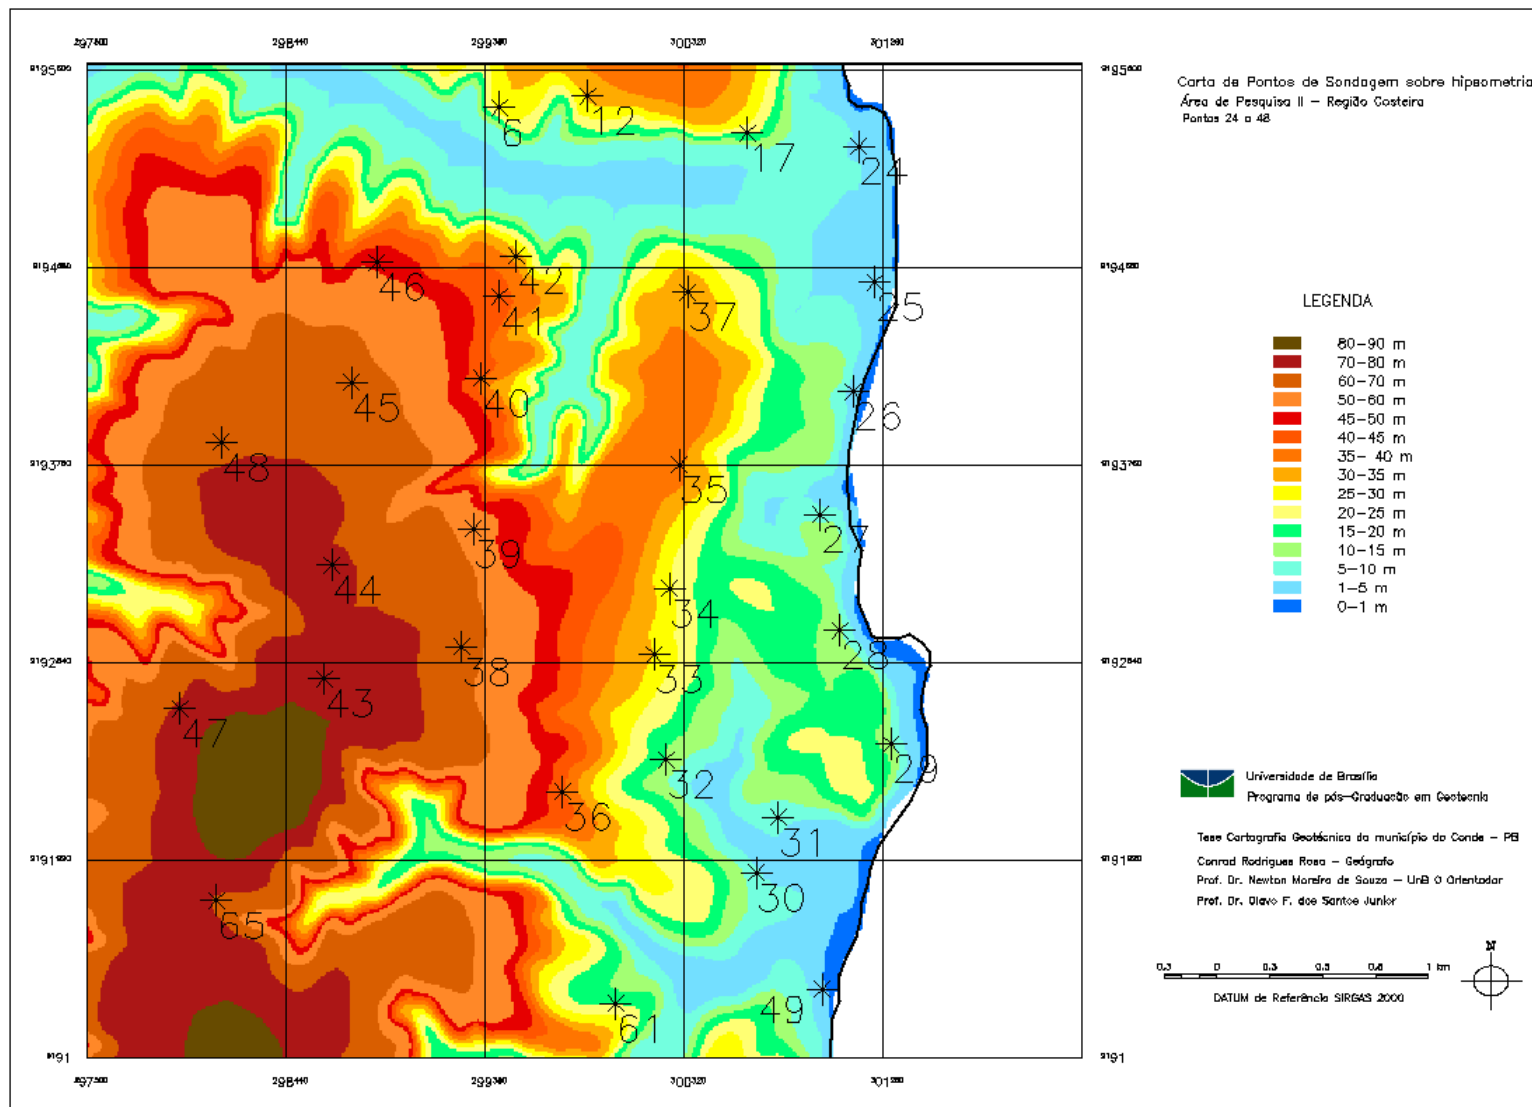 Carta de Pontos de Sondagem sobre hipsometria
Área de Pesquisa II – Região Costeira
Pontos 24 a 48
6
12
17
24
46
42
41
37
25
45
40
26
48
35
27
39
44
34
28
38
33
43
47
29
32
36
31
30
65
49
61
LEGENDA
80–90 m
70–80 m
60–70 m
50–60 m
45–50 m
40–45 m
35– 40 m
30–35 m
25–30 m
20–25 m
15–20 m
10–15 m
5–10 m
1–5 m
0–1 m
Universidade de Brasília
Programa de pós–Graduação em Geotecnia
Tese Cartografia Geotécnica do município do Conde – PB
Conrad Rodrigues Rosa – Geógrafo
Prof. Dr. Newton Moreira de Souza – UnB O Orientador
Prof. Dr. Olavo F. dos Santos Junior
1 km
DATUM de Referência SIRGAS 2000
N